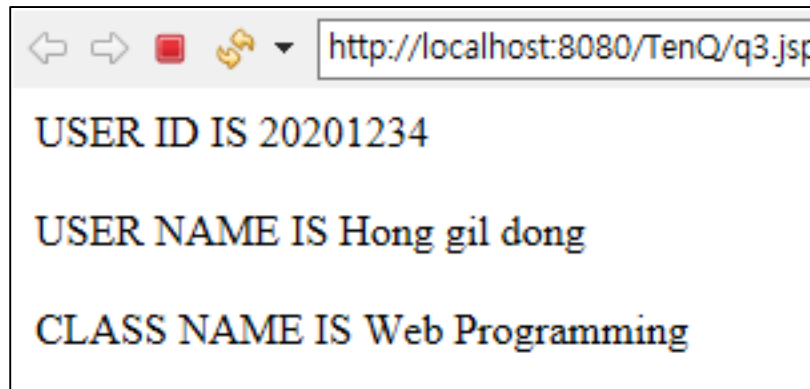 http://localhost:8080/TenQ/q3.jsp
USER ID IS 20201234
USER NAME IS Hong gil dong
CLASS NAME IS Web Programming